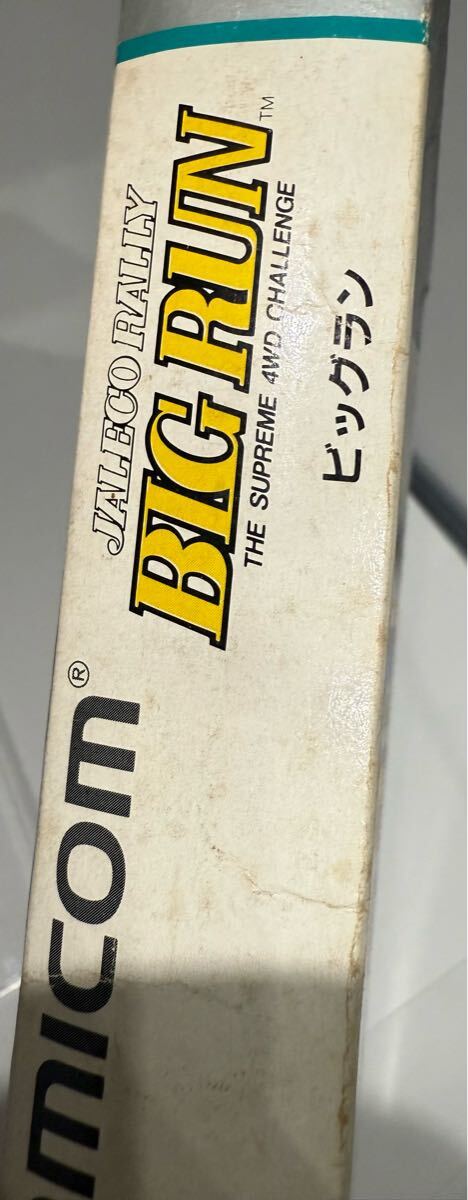 JALECO RALLY
BIG RUN™
THE SUPREME 4WD CHALLENGE
ビッグラン
micom®